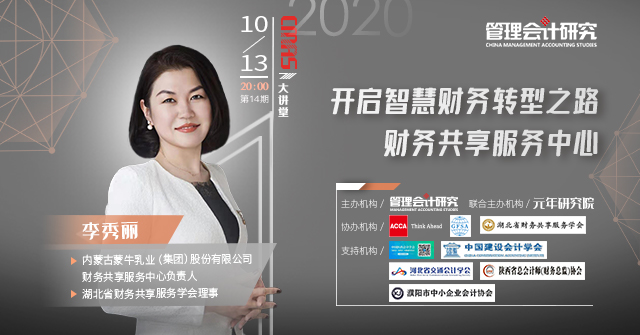 2020
10
13
20:00
第14期
CMAS
大讲堂
管理会计研究
CHINA MANAGEMENT ACCOUNTING STUDIES
开启智慧财务转型之路
财务共享服务中心
李秀丽
内蒙古蒙牛乳业（集团）股份有限公司
财务共享服务中心负责人
湖北省财务共享服务学会理事
主办机构/ 管理会计研究 联合主办机构/ 元年研究院
MANAGEMENT ACCOUNTING STUDIES
协办机构/ ACCA Think Ahead GFSA 湖北省财务共享服务学会
支持机构/ 中国建设会计学会
河北省交通会计学会 陕西省总会计师(财务总监)协会
濮阳市中小企业会计协会